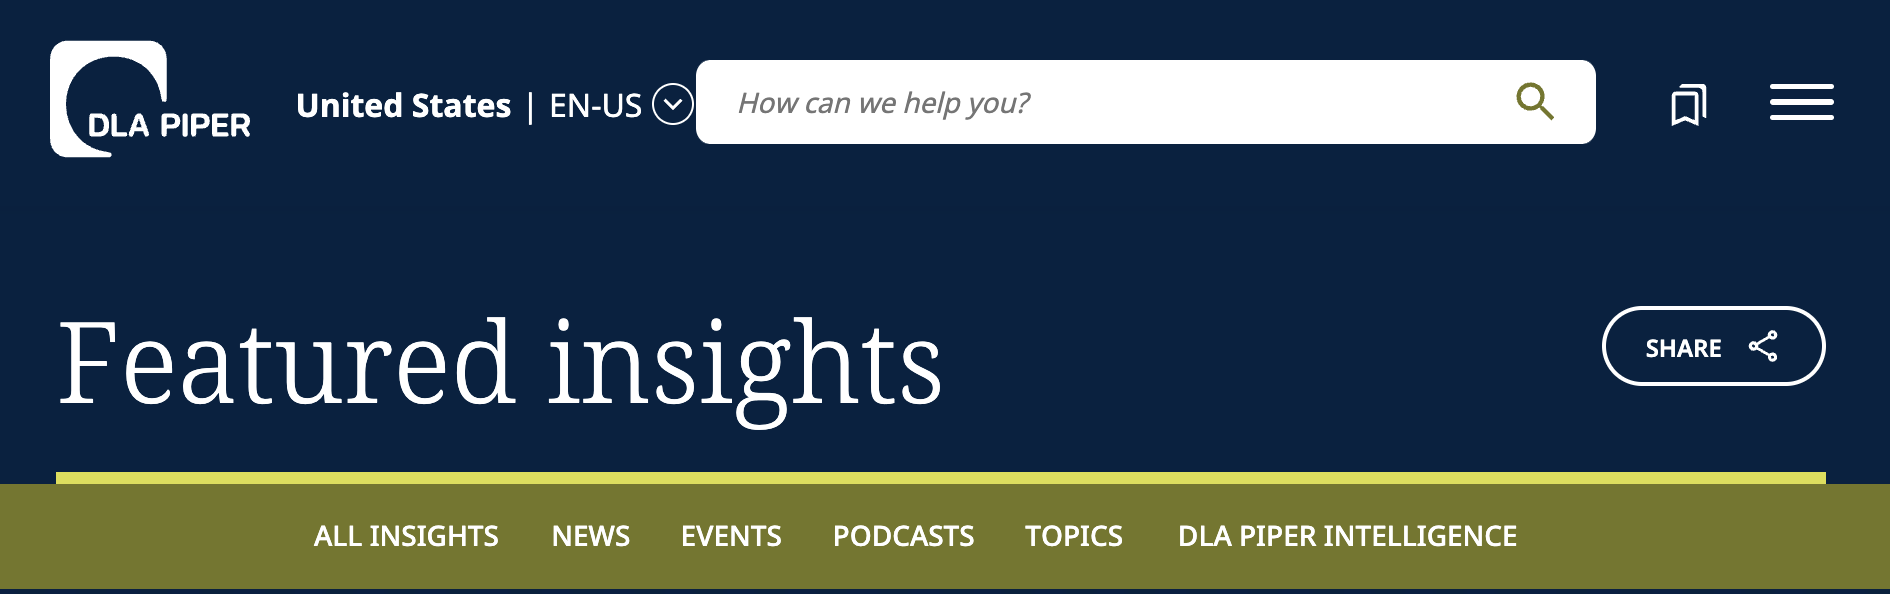 DLA PIPER
United States | EN-US
How can we help you?
Featured insights
SHARE
ALL INSIGHTS NEWS EVENTS PODCASTS TOPICS DLA PIPER INTELLIGENCE